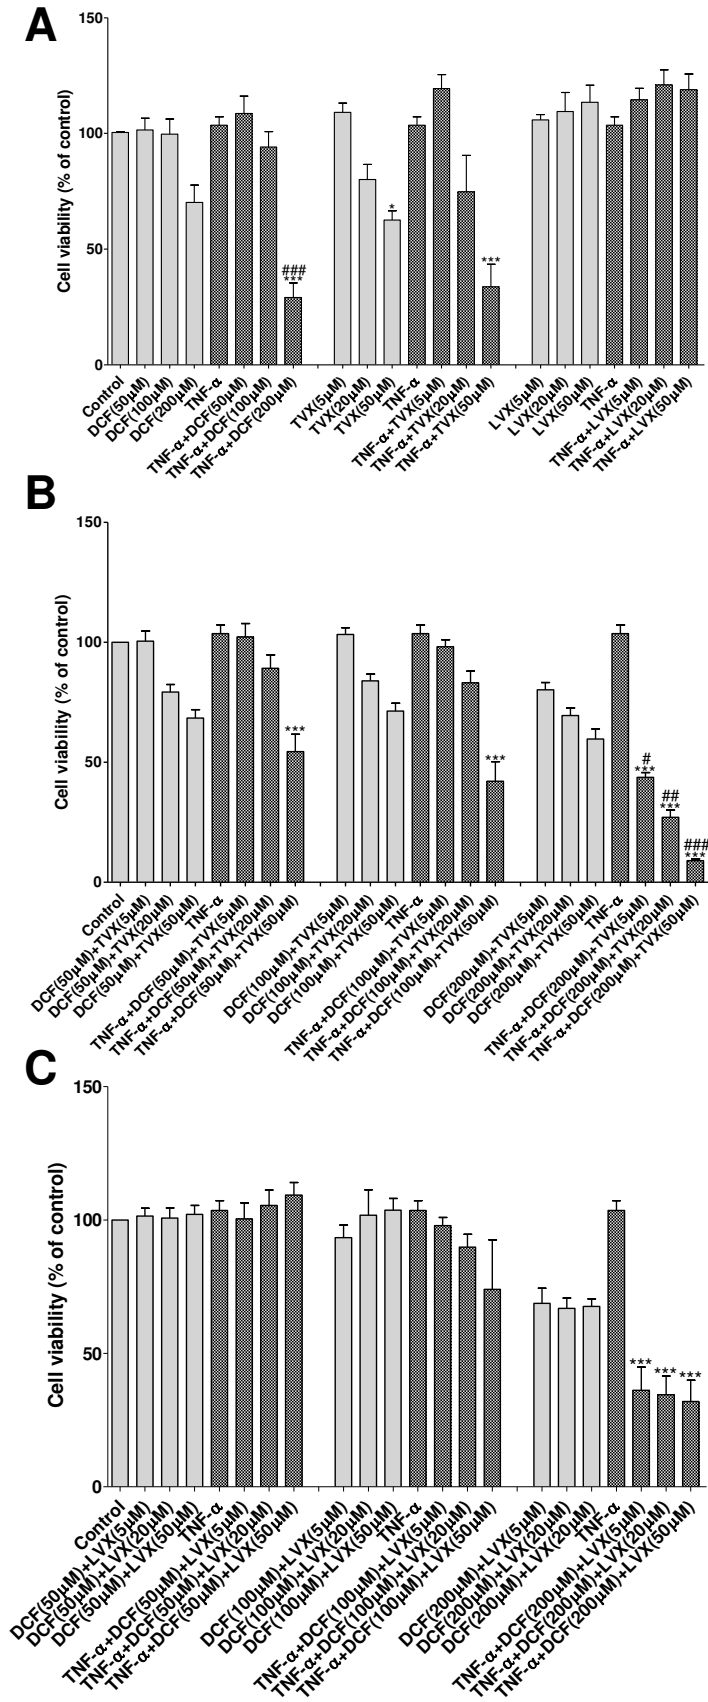 A
Cell viability (% of control)
150
100
50
0
###
***
*
***
Control
DCF(50μM)
DCF(100μM)
DCF(200μM)
TNF-α
TNF-α+DCF(50μM)
TNF-α+DCF(100μM)
TNF-α+DCF(200μM)
TVX(5μM)
TVX(20μM)
TVX(50μM)
TNF-α
TNF-α+TVX(5μM)
TNF-α+TVX(20μM)
TNF-α+TVX(50μM)
LVX(5μM)
LVX(20μM)
LVX(50μM)
TNF-α
TNF-α+LVX(5μM)
TNF-α+LVX(20μM)
TNF-α+LVX(50μM)
B
Cell viability (% of control)
150
100
50
0
***
***
#
***
##
***
###
***
Control
DCF(50μM)+TVX(5μM)
DCF(50μM)+TVX(20μM)
DCF(50μM)+TVX(50μM)
TNF-α
TNF-α+DCF(50μM)+TVX(5μM)
TNF-α+DCF(50μM)+TVX(20μM)
TNF-α+DCF(50μM)+TVX(50μM)
DCF(100μM)+TVX(5μM)
DCF(100μM)+TVX(20μM)
DCF(100μM)+TVX(50μM)
TNF-α
TNF-α+DCF(100μM)+TVX(5μM)
TNF-α+DCF(100μM)+TVX(20μM)
TNF-α+DCF(100μM)+TVX(50μM)
DCF(200μM)+TVX(5μM)
DCF(200μM)+TVX(20μM)
DCF(200μM)+TVX(50μM)
TNF-α
TNF-α+DCF(200μM)+TVX(5μM)
TNF-α+DCF(200μM)+TVX(20μM)
TNF-α+DCF(200μM)+TVX(50μM)
C
Cell viability (% of control)
150
100
50
0
***
***
***
Control
DCF(50μM)+LVX(5μM)
DCF(50μM)+LVX(20μM)
DCF(50μM)+LVX(50μM)
TNF-α
TNF-α+DCF(50μM)+LVX(5μM)
TNF-α+DCF(50μM)+LVX(20μM)
TNF-α+DCF(50μM)+LVX(50μM)
DCF(100μM)+LVX(5μM)
DCF(100μM)+LVX(20μM)
DCF(100μM)+LVX(50μM)
TNF-α
TNF-α+DCF(100μM)+LVX(5μM)
TNF-α+DCF(100μM)+LVX(20μM)
TNF-α+DCF(100μM)+LVX(50μM)
DCF(200μM)+LVX(5μM)
DCF(200μM)+LVX(20μM)
DCF(200μM)+LVX(20μM)
TNF-α
TNF-α+DCF(200μM)+LVX(5μM)
TNF-α+DCF(200μM)+LVX(20μM)
TNF-α+DCF(200μM)+LVX(50μM)